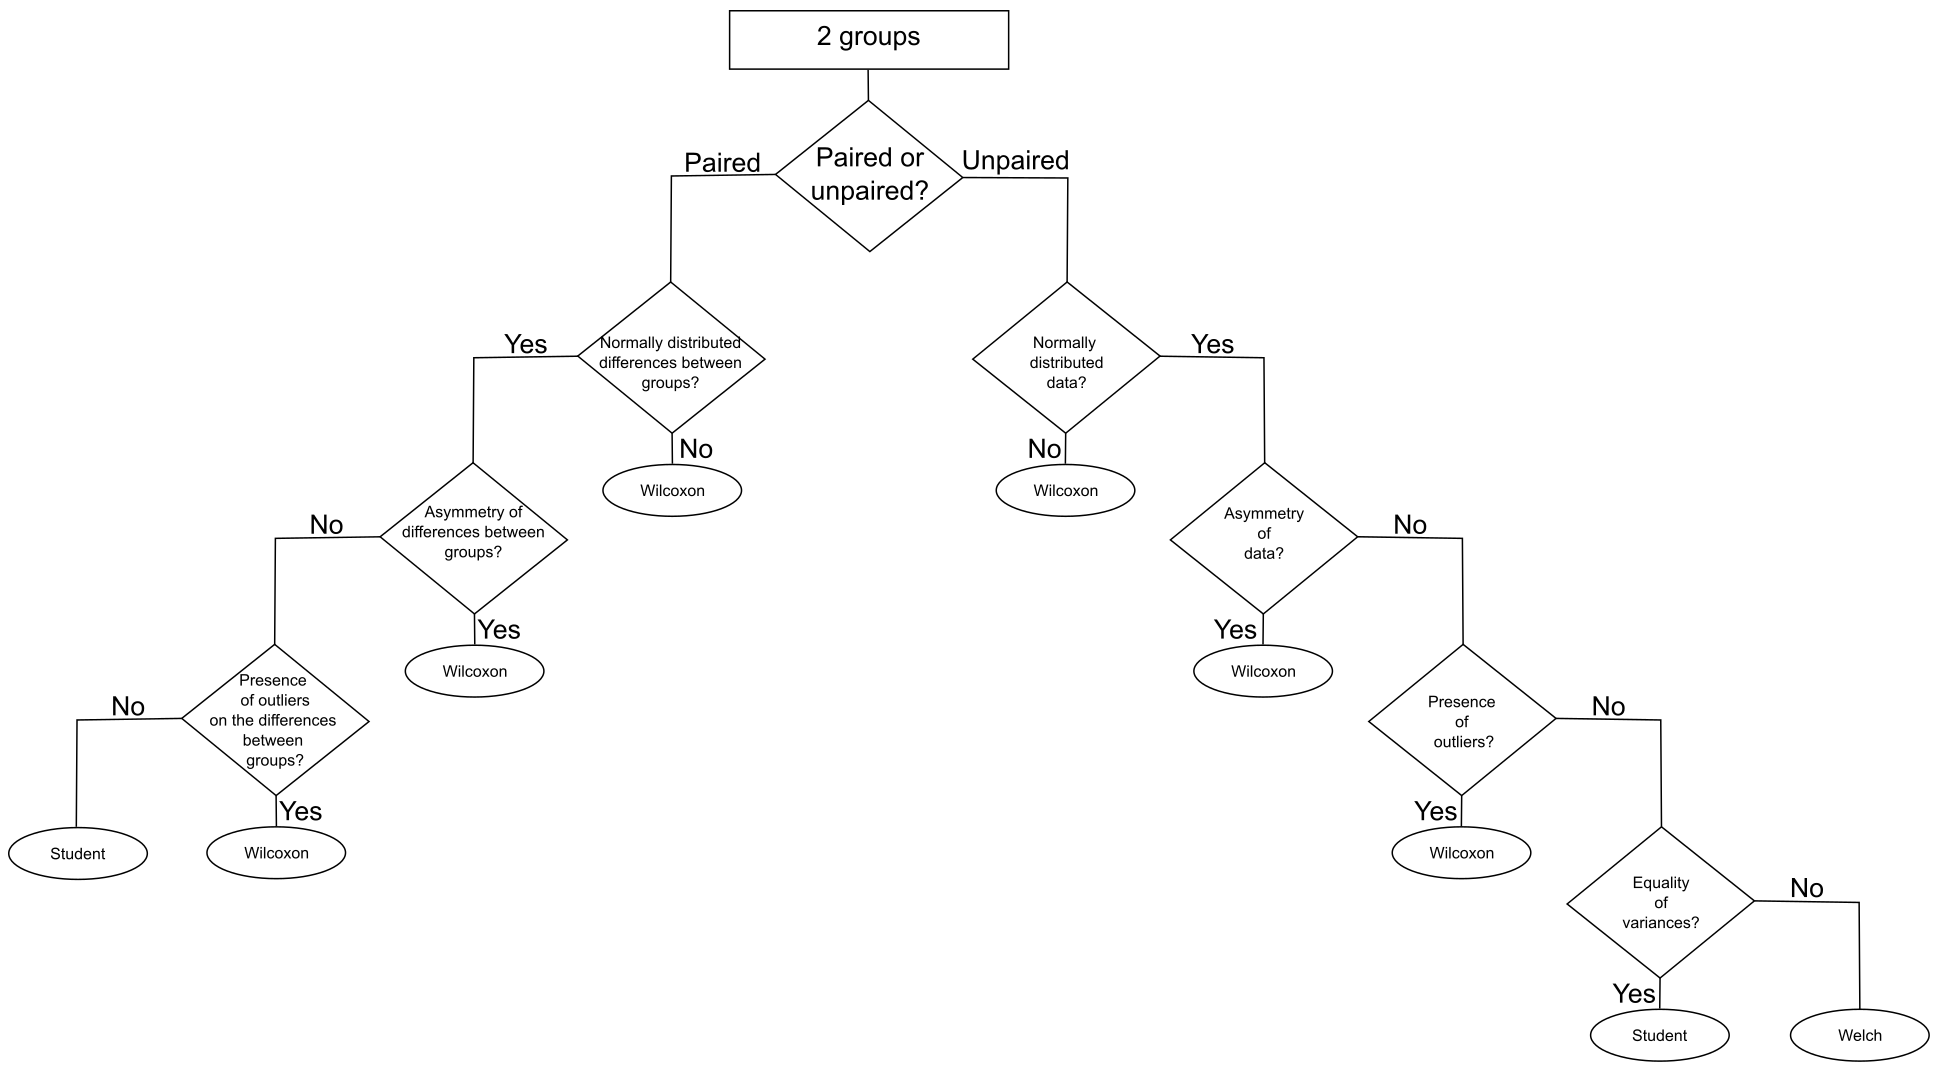 2 groups
Paired or
unpaired?
Paired
Unpaired
Normally distributed
differences between
groups?
Yes
No
Wilcoxon
Normally
distributed
data?
Yes
No
Wilcoxon
Asymmetry of
differences between
groups?
No
Yes
Wilcoxon
Asymmetry
of
data?
No
Yes
Wilcoxon
Presence
of outliers
on the differences
between
groups?
No
Yes
Student
Wilcoxon
Presence
of
outliers?
No
Yes
Wilcoxon
Equality
of
variances?
No
Yes
Student
Welch